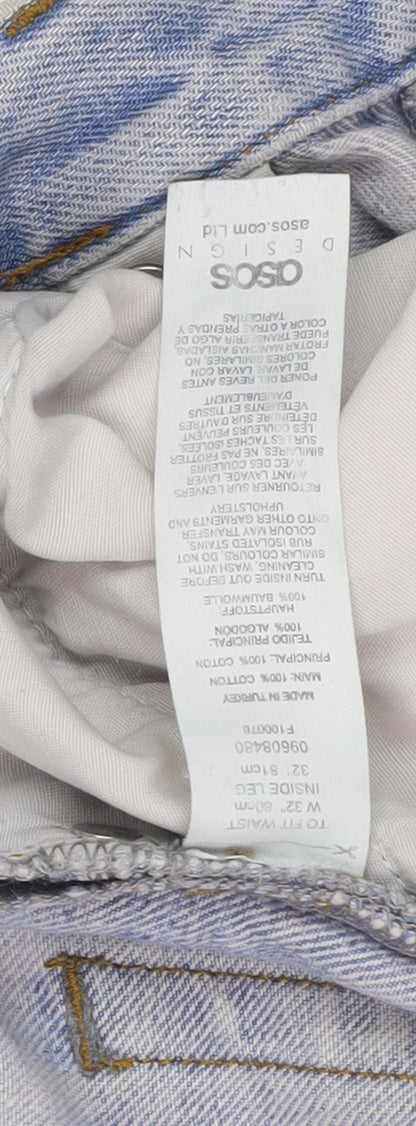 TO FIT WAIST
W 32" 80cm
INSIDE LEG
32" 81cm
09608480
F100076
MADE IN TURKEY
MAIN: 100% COTTON
PRINCIPAL: 100% COTON
TEJIDO PRINCIPAL:
100% ALGODÓN
HAUPTSTOFF:
100% BAUMWOLLE
TURN INSIDE OUT BEFORE
CLEANING, WASH WITH
SIMILAR COLOURS, DO NOT
RUB ISOLATED STAINS.
COLOUR MAY TRANSFER
ONTO OTHER GARMENTS AND
UPHOLSTERY
RETOURNER SUR L'ENVERS
AVANT LAVAGE, LAVER
AVEC DES COULEURS
SIMILAIRES, NE PAS FROTTER
SUR LES TACHES ISOLÉES.
LES COULEURS PEUVENT
DÉTEINDRE SUR D'AUTRES
VÊTEMENTS ET TISSUS
D'AMEUBLEMENT
PONER DEL REVÉS ANTES
DE LAVAR, LAVAR CON
COLORES SIMILARES, NO
FROTAR MANCHAS AISLADAS,
PUEDE TRANSFERIR ALGO DE
COLOR A OTRAS PRENDAS Y
TAPICERÍAS
asos
DESIGN
asos.com Ltd